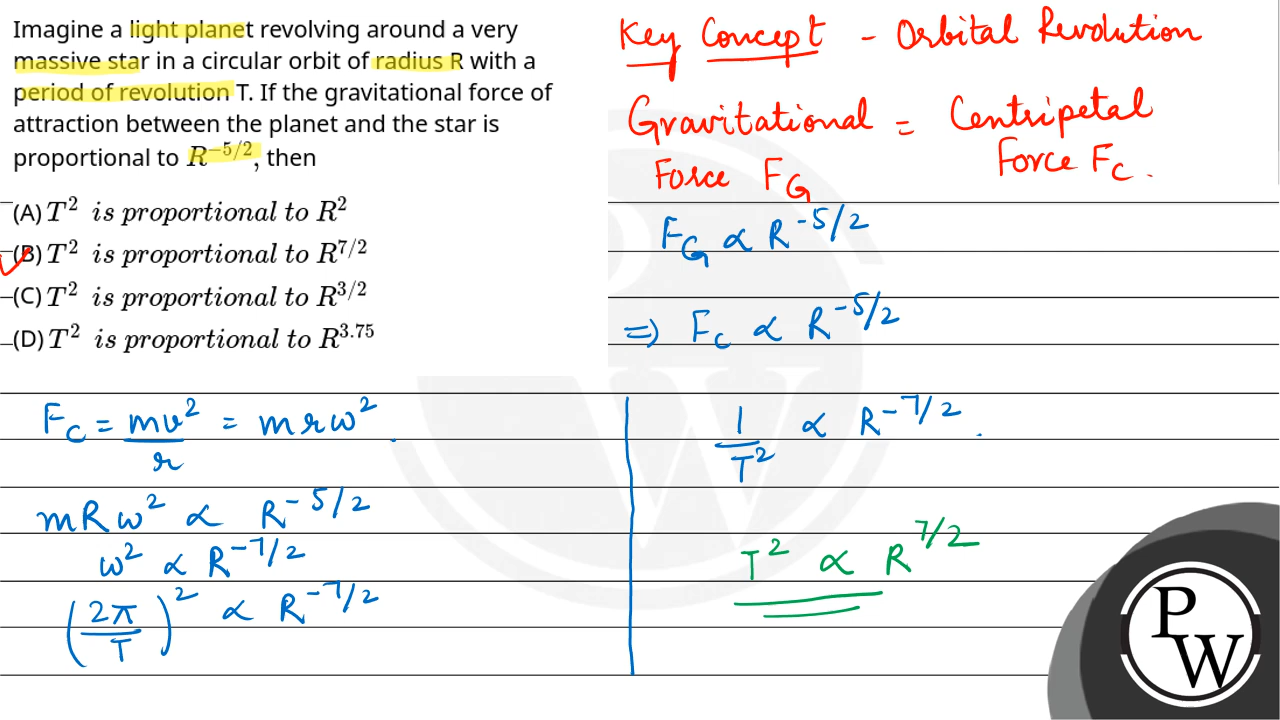 Imagine a light planet revolving around a very
massive star in a circular orbit of radius R with a
period of revolution T. If the gravitational force of
attraction between the planet and the star is
proportional to R^{-5/2}, then
(A) T^2 is proportional to R^2
(B) T^2 is proportional to R^{7/2}
(C) T^2 is proportional to R^{3/2}
(D) T^2 is proportional to R^{3.75}
Key Concept - Orbital Revolution
Gravitational = Centripetal
Force F_G Force F_C.
F_G ∝ R^{-5/2}
⇒ F_C ∝ R^{-5/2}
F_C = mv^2/r = mrω^2.
mRω^2 ∝ R^{-5/2}
ω^2 ∝ R^{-7/2}
(2π/T)^2 ∝ R^{-7/2}
1/T^2 ∝ R^{-7/2}.
T^2 ∝ R^{7/2}
PW